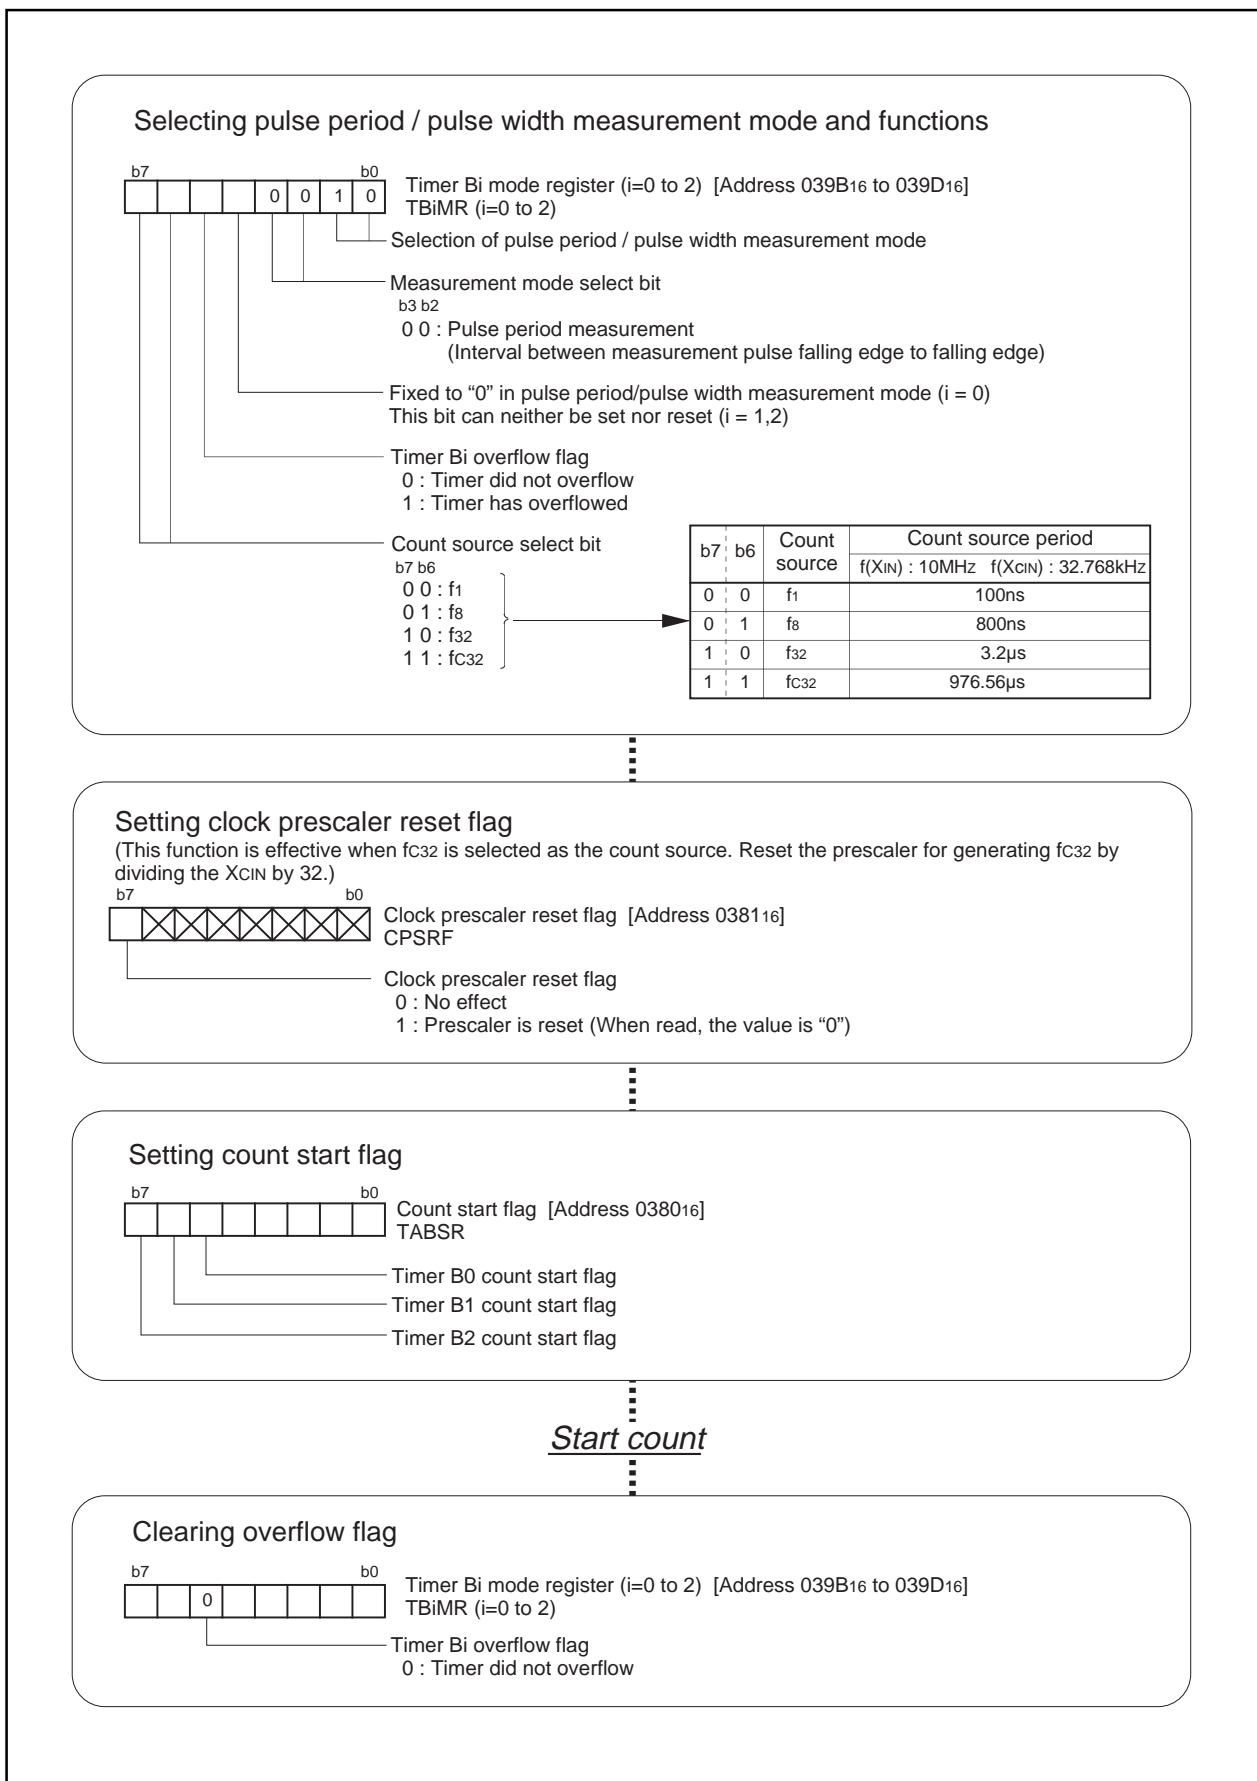 Selecting pulse period / pulse width measurement mode and functions
b7 b0
0 0 1 0
Timer Bi mode register (i=0 to 2) [Address 039B16 to 039D16]
TBiMR (i=0 to 2)
Selection of pulse period / pulse width measurement mode
Measurement mode select bit
b3 b2
0 0 : Pulse period measurement
(Interval between measurement pulse falling edge to falling edge)
Fixed to “0” in pulse period/pulse width measurement mode (i = 0)
This bit can neither be set nor reset (i = 1,2)
Timer Bi overflow flag
0 : Timer did not overflow
1 : Timer has overflowed
Count source select bit
b7 b6
0 0 : f1
0 1 : f8
1 0 : f32
1 1 : fC32
b7 b6 Count source Count source period
f(XIN) : 10MHz f(XCIN) : 32.768kHz
0 0 f1 100ns
0 1 f8 800ns
1 0 f32 3.2µs
1 1 fC32 976.56µs
Setting clock prescaler reset flag
(This function is effective when fC32 is selected as the count source. Reset the prescaler for generating fC32 by
dividing the XCIN by 32.)
b7 b0
Clock prescaler reset flag [Address 038116]
CPSRF
Clock prescaler reset flag
0 : No effect
1 : Prescaler is reset (When read, the value is “0”)
Setting count start flag
b7 b0
Count start flag [Address 038016]
TABSR
Timer B0 count start flag
Timer B1 count start flag
Timer B2 count start flag
Start count
Clearing overflow flag
b7 b0
0
Timer Bi mode register (i=0 to 2) [Address 039B16 to 039D16]
TBiMR (i=0 to 2)
Timer Bi overflow flag
0 : Timer did not overflow